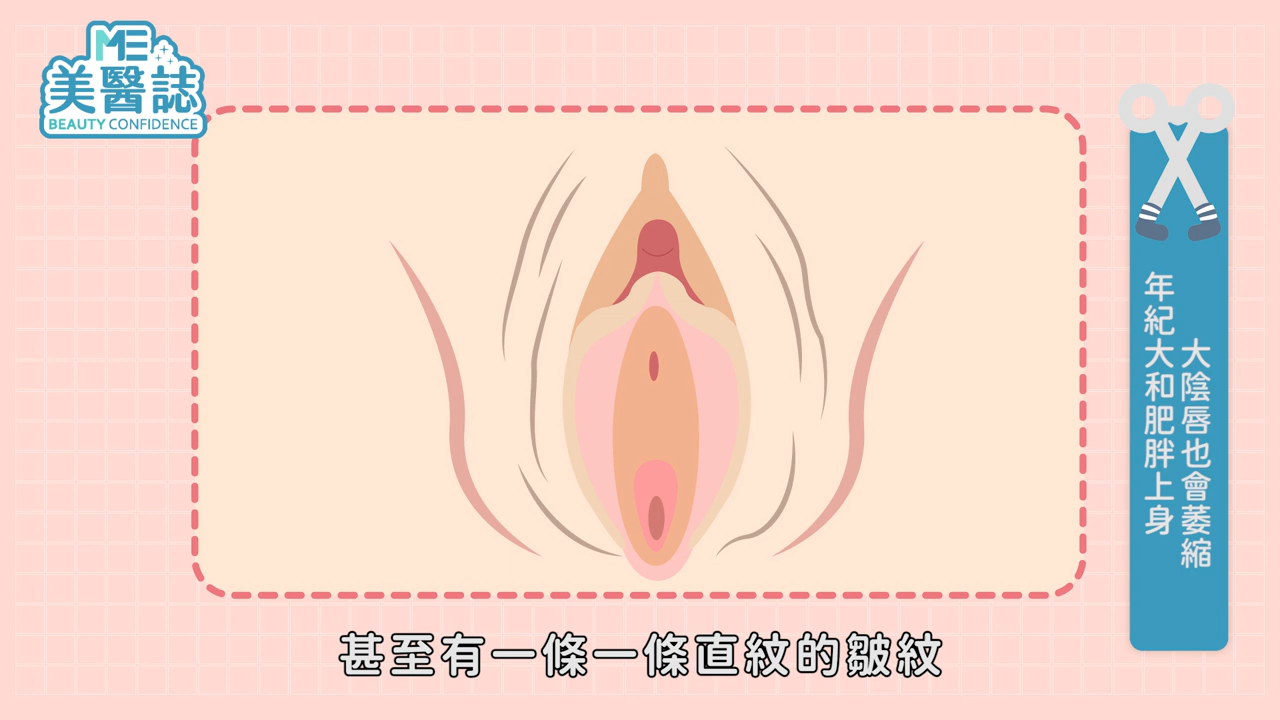 ME
美醫誌
BEAUTY CONFIDENCE
大陰唇也會萎縮
年紀大和肥胖上身
甚至有一條一條直紋的皺紋